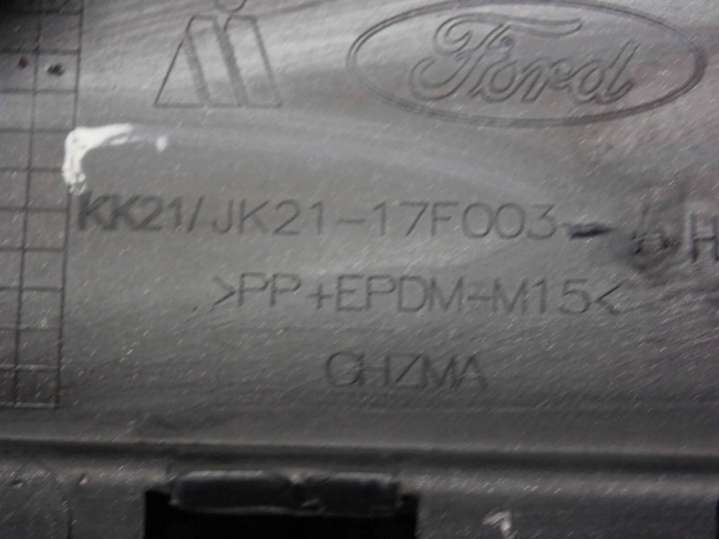 Ford
KK21/JK21-17F003-
>PP+EPDM-M15<
GHZMA